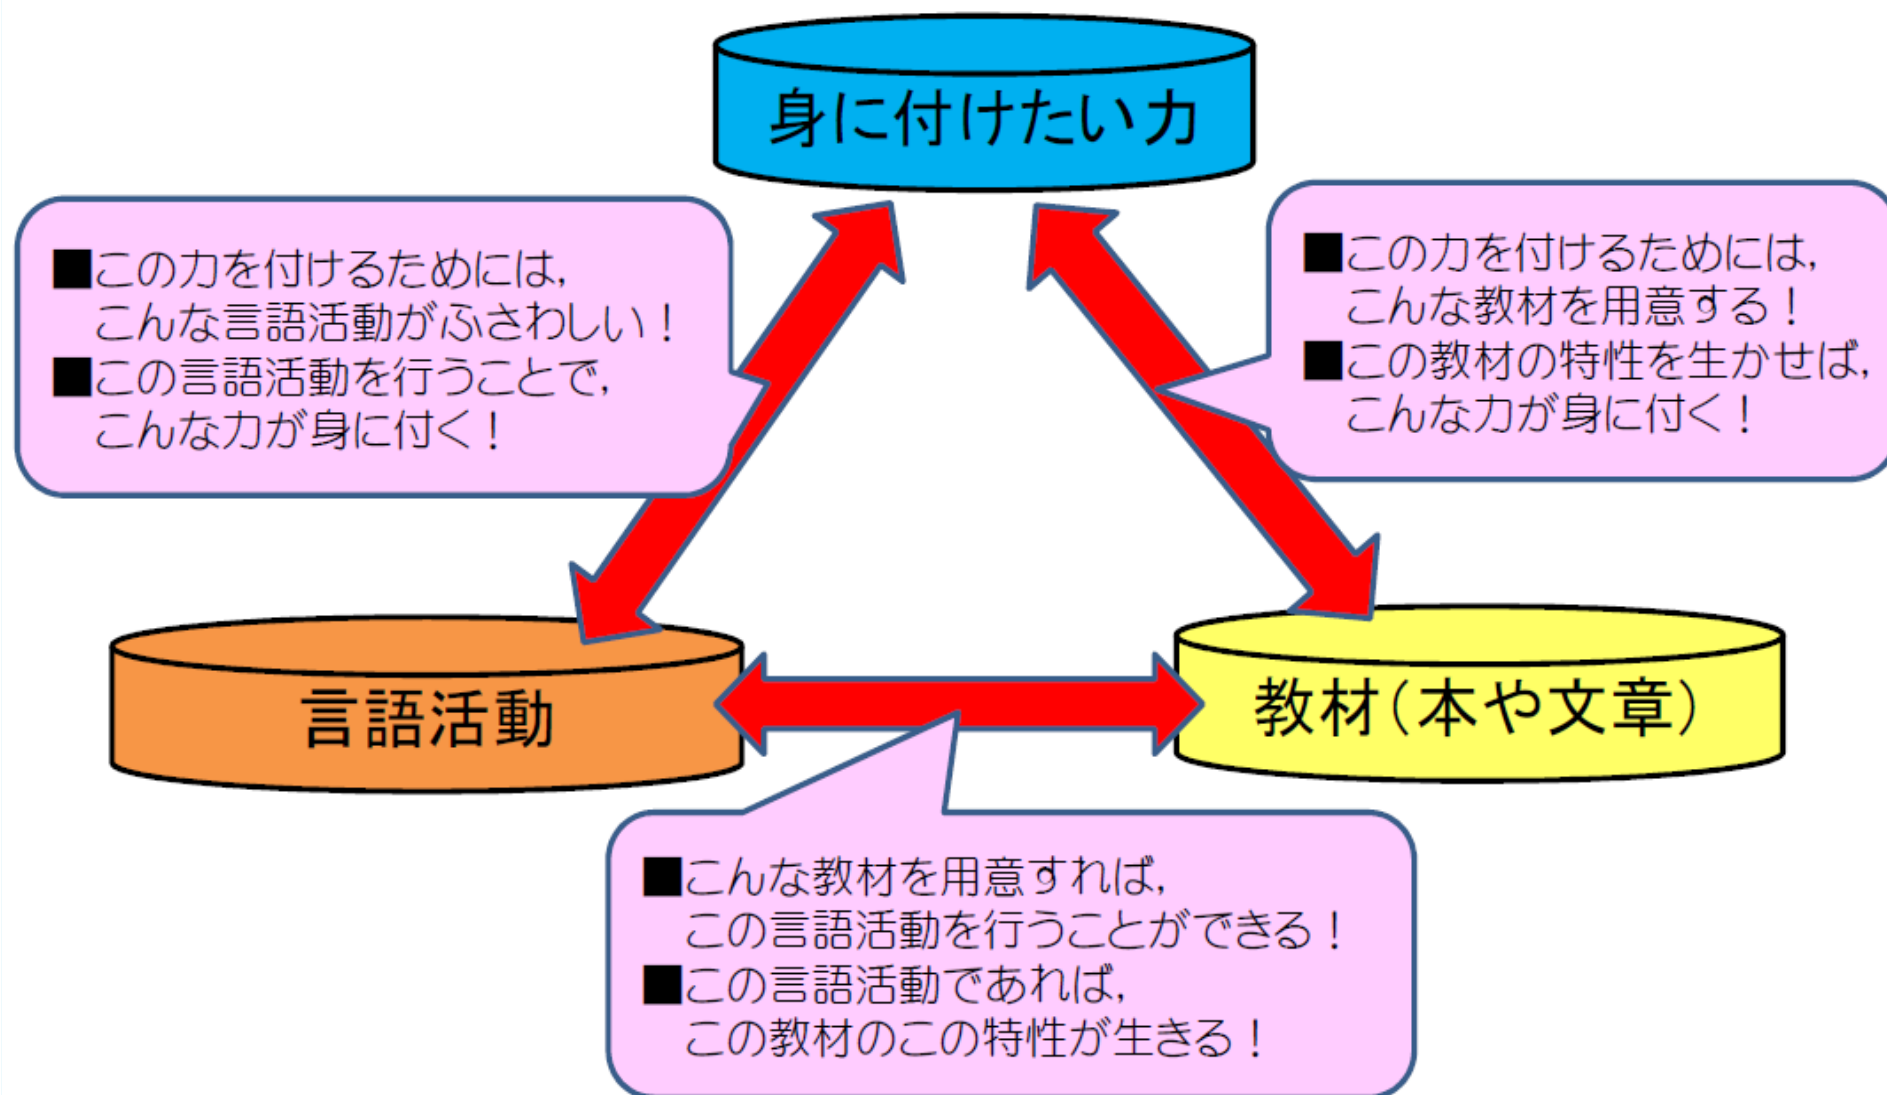 身に付けたい力
■この力を付けるためには,
こんな言語活動がふさわしい！
■この言語活動を行うことで,
こんな力が身に付く！
■この力を付けるためには,
こんな教材を用意する！
■この教材の特性を生かせば,
こんな力が身に付く！
言語活動
教材(本や文章)
■こんな教材を用意すれば,
この言語活動を行うことができる！
■この言語活動であれば,
この教材のこの特性が生きる！